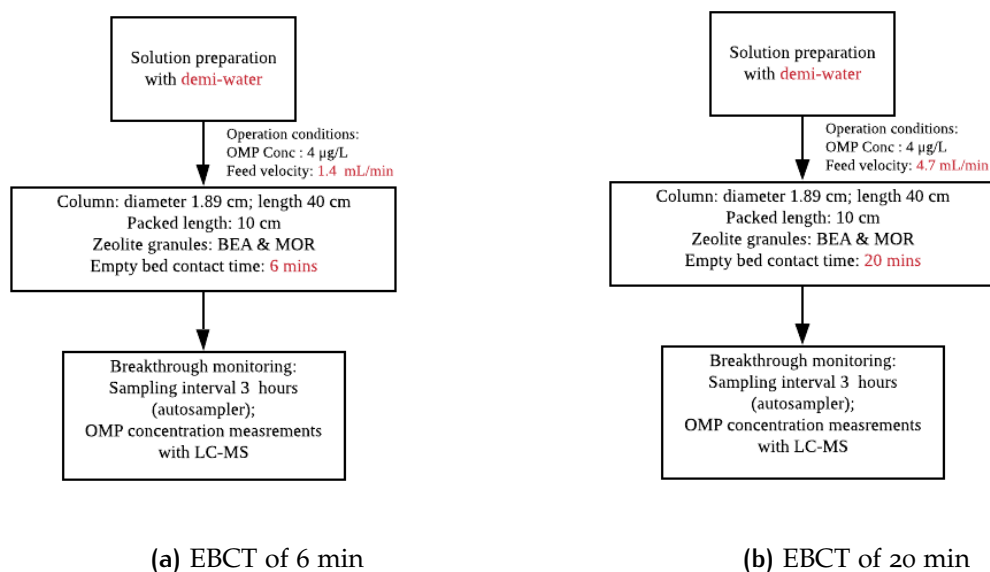 Solution preparation
with demi-water
Operation conditions:
OMP Conc : 4 µg/L
Feed velocity: 1.4 mL/min
Column: diameter 1.89 cm; length 40 cm
Packed length: 10 cm
Zeolite granules: BEA & MOR
Empty bed contact time: 6 mins
Breakthrough monitoring:
Sampling interval 3 hours
(autosampler);
OMP concentration measrements
with LC-MS
(a) EBCT of 6 min
Solution preparation
with demi-water
Operation conditions:
OMP Conc : 4 µg/L
Feed velocity: 4.7 mL/min
Column: diameter 1.89 cm; length 40 cm
Packed length: 10 cm
Zeolite granules: BEA & MOR
Empty bed contact time: 20 mins
Breakthrough monitoring:
Sampling interval 3 hours
(autosampler);
OMP concentration measrements
with LC-MS
(b) EBCT of 20 min